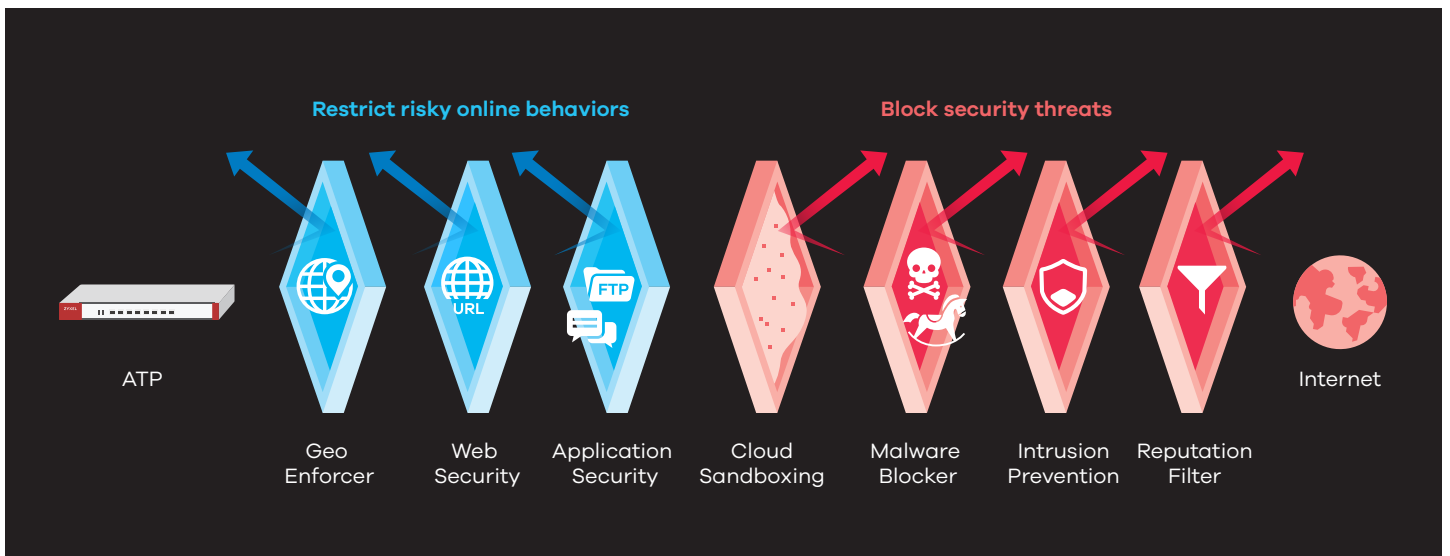 Restrict risky online behaviors
Block security threats
ZYXEL
URL
FTP
ATP
Internet
Geo
Enforcer
Web
Security
Application
Security
Cloud
Sandboxing
Malware
Blocker
Intrusion
Prevention
Reputation
Filter